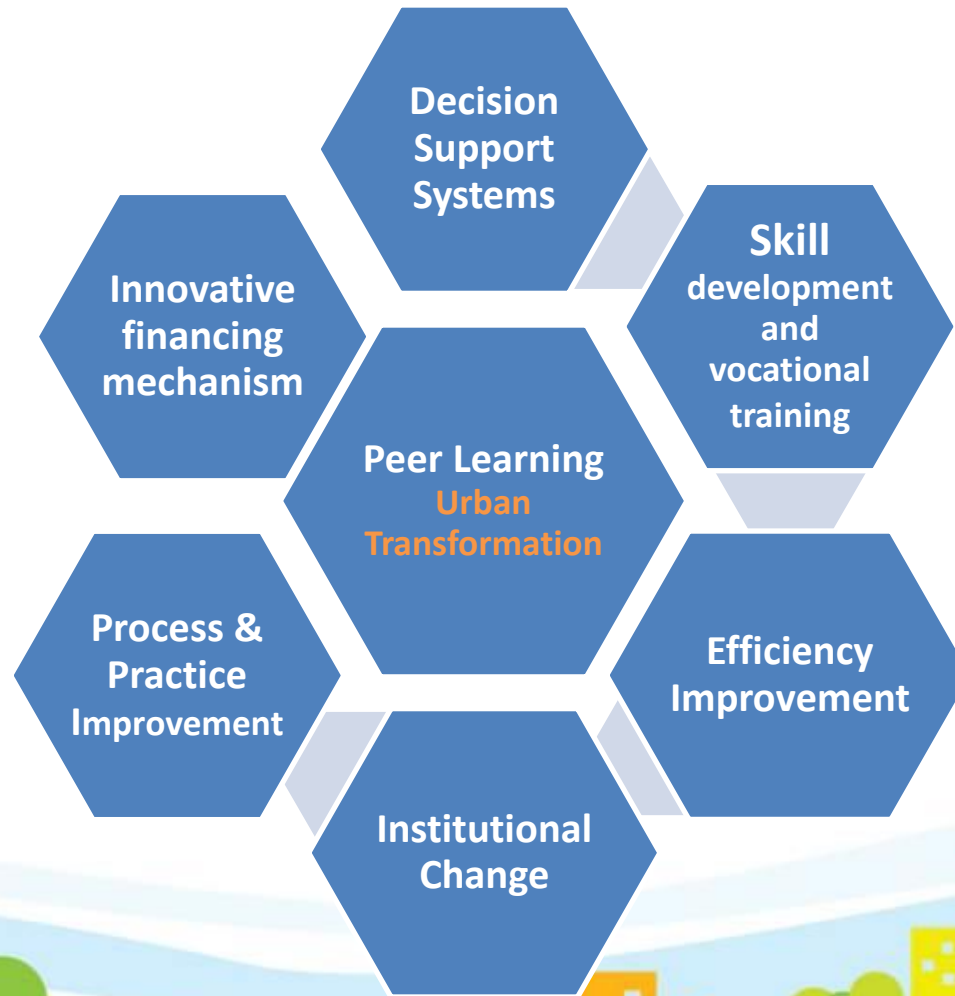 Decision
Support
Systems
Skill
development
and
vocational
training
Innovative
financing
mechanism
Peer Learning
Urban
Transformation
Process &
Practice
Improvement
Efficiency
Improvement
Institutional
Change